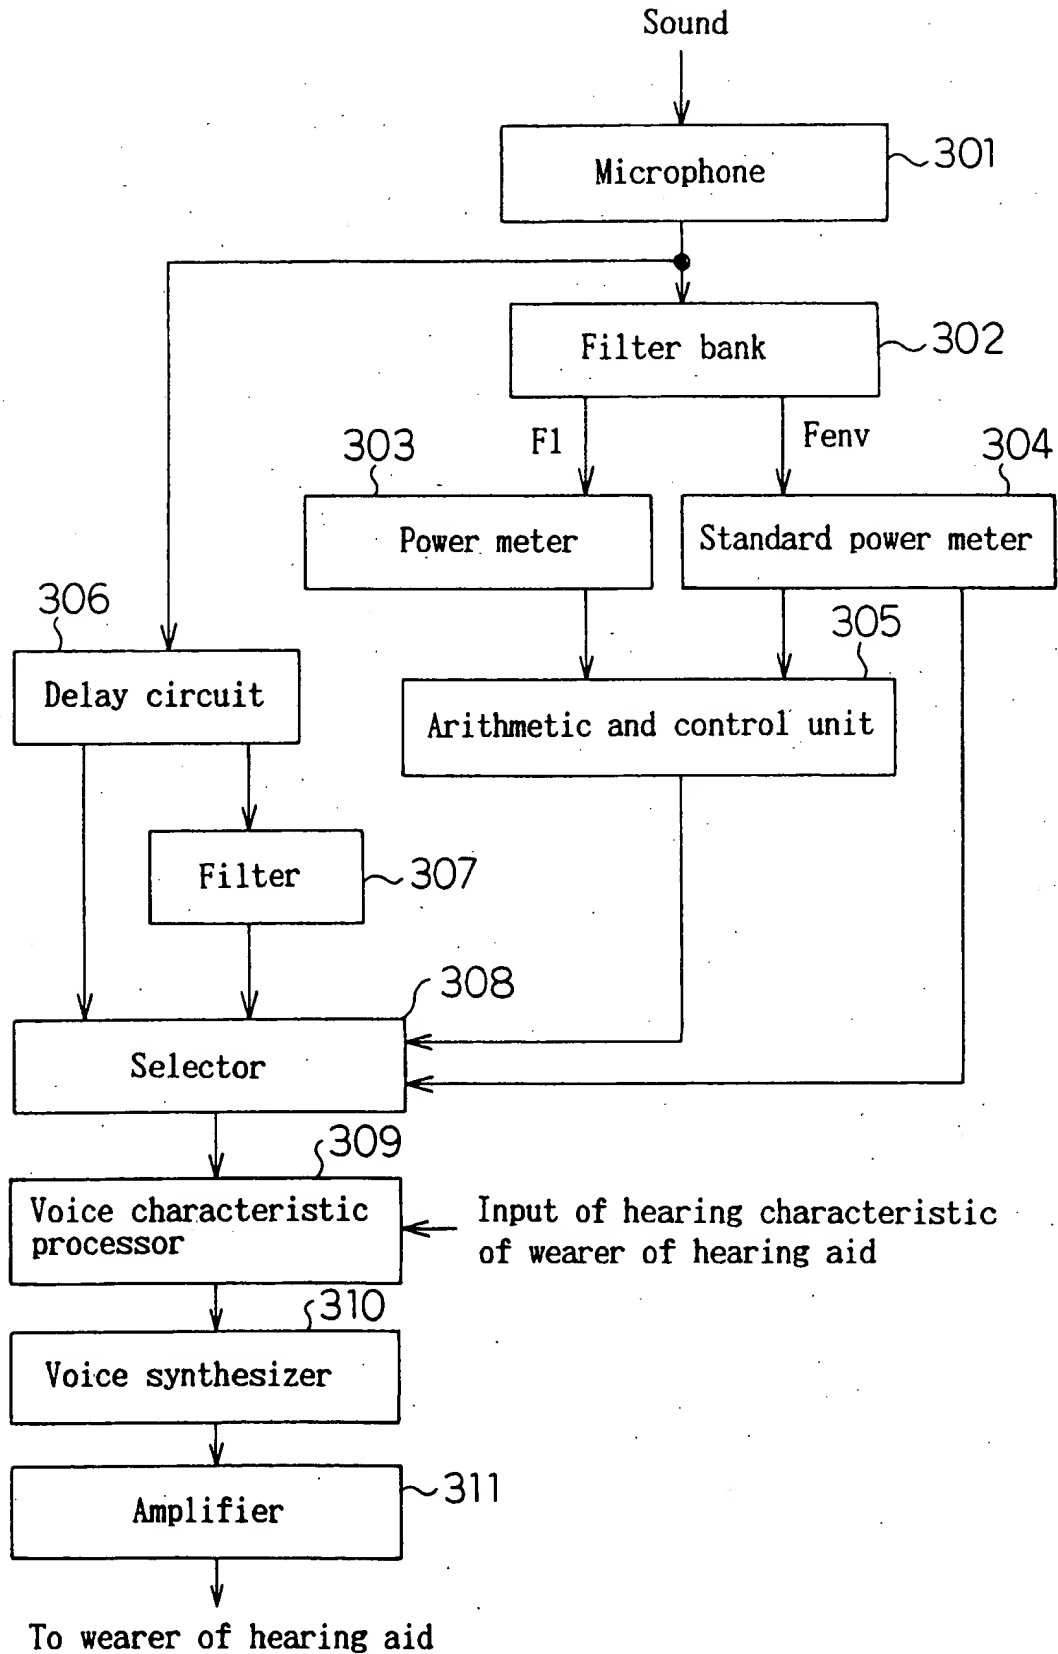 Sound
Microphone
301
Filter bank
302
F1
Fenv
303
304
Power meter
Standard power meter
306
305
Delay circuit
Arithmetic and control unit
Filter
307
308
Selector
309
Voice characteristic
processor
Input of hearing characteristic
of wearer of hearing aid
310
Voice synthesizer
Amplifier
311
To wearer of hearing aid